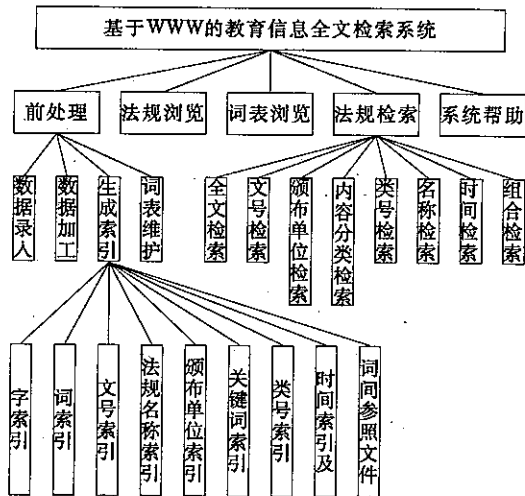 基于WWW的教育信息全文检索系统
前处理
法规浏览
词表浏览
法规检索
系统帮助
数据录入
数据加工
生成索引
词表维护
全文检索
文号检索
颁布单位检索
内容分类检索
类号检索
名称检索
时间检索
组合检索
字索引
词索引
文号索引
法规名称索引
颁布单位索引
关键词索引
类号索引
时间索引及
词间参照文件